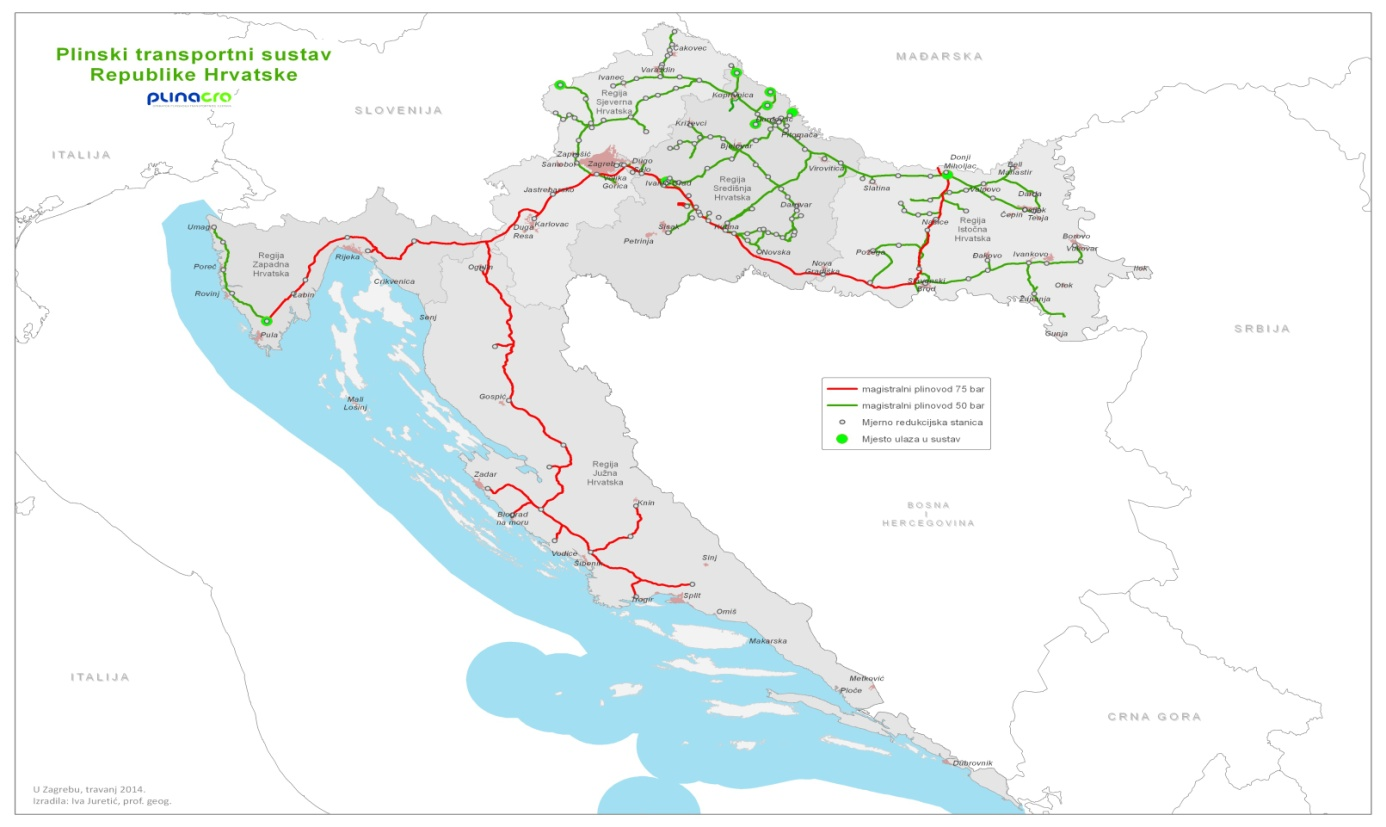 Plinski transportni sustav
Republike Hrvatske
plinacro
MAĐARSKA
SLOVENIJA
ITALIJA
Čakovec
Varaždin
Ivanec
Regija
Sjeverna
Hrvatska
Koprivnica
Križevci
Pitomača
Bjelovar
Zaprešić
Samobor
Zagreb
Dugo
Selo
Velika
Gorica
Ivanić Grad
Regija
Središnja
Hrvatska
Virovitica
Slatina
Donji
Miholjac
Beli
Manastir
Valpovo
Darda
Čepin
Osijek
Tenja
Našice
Regija
Istočna
Hrvatska
Jastrebarsko
Karlovac
Duga
Resa
Daruvar
Sisak
Petrinja
Kutina
Novska
Nova
Gradiška
Požega
Slavonski
Brod
Đakovo
Ivankovo
Borovo
Vukovar
Ilok
Otok
Županja
Gunja
Umag
Poreč
Rovinj
Regija
Zapadna
Hrvatska
Labin
Pula
Rijeka
Crikvenica
Ogulin
Senj
Mali
Lošinj
Gospić
SRBIJA
magistralni plinovod 75 bar
magistralni plinovod 50 bar
Mjerno redukcijska stanica
Mjesto ulaza u sustav
Regija
Južna
Hrvatska
Zadar
Biograd
na moru
Knin
BOSNA
I
HERCEGOVINA
Vodice
Šibenik
Sinj
Trogir
Split
Omiš
Makarska
ITALIJA
Metković
Ploče
CRNA GORA
Dubrovnik
U Zagrebu, travanj 2014.
Izradila: Iva Juretić, prof. geog.